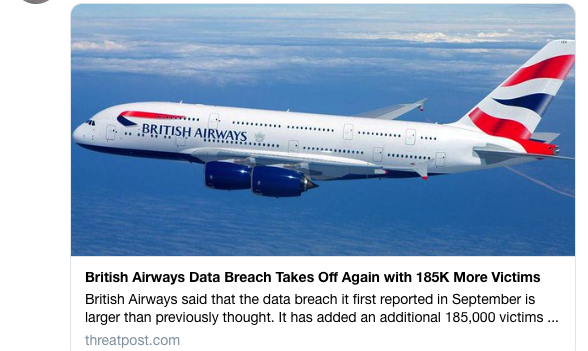 BRITISH AIRWAYS
British Airways Data Breach Takes Off Again with 185K More Victims
British Airways said that the data breach it first reported in September is
larger than previously thought. It has added an additional 185,000 victims ...
threatpost.com